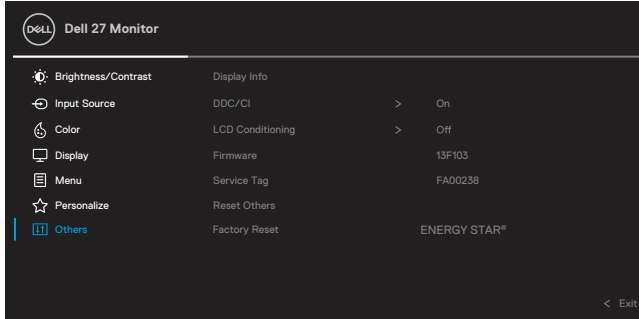 DELL Dell 27 Monitor
Brightness/Contrast Display Info
Input Source DDC/CI > On
Color LCD Conditioning > Off
Display Firmware 13F103
Menu Service Tag FA00238
Personalize Reset Others
Others Factory Reset ENERGY STAR®
< Exit